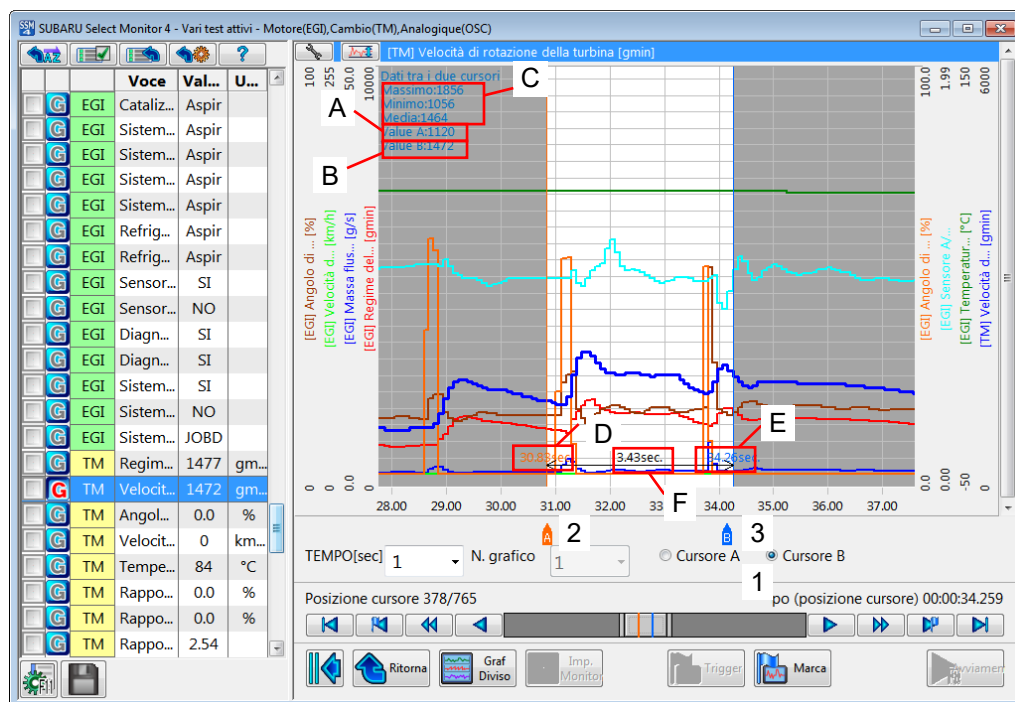 SUBARU Select Monitor 4 - Vari test attivi - Motore(EGI),Cambio(TM),Analogique(OSC)
AZ
?
Voce Val... U...
G EGI Cataliz... Aspir
G EGI Sistem... Aspir
G EGI Sistem... Aspir
G EGI Sistem... Aspir
G EGI Sistem... Aspir
G EGI Refrig... Aspir
G EGI Refrig... Aspir
G EGI Sensor... SI
G EGI Sensor... NO
G EGI Diagn... SI
G EGI Diagn... SI
G EGI Sistem... SI
G EGI Sistem... NO
G EGI Sistem... JOBD
G TM Regim... 1477 gm...
G TM Velocit... 1472 gm...
G TM Angol... 0.0 %
G TM Velocit... 0 km...
G TM Tempe... 84 °C
G TM Rappo... 0.0 %
G TM Rappo... 0.0 %
G TM Rappo... 2.54
F11
[TM] Velocità di rotazione della turbina [gmin]
100 255 50.0 10000
Dati tra i due cursori
Massimo:1856
Minimo:1056
Media:1464
Value A:1120
Value B:1472
A
B
C
100.0 1.99 150 6000
[EGI] Angolo di ... [%]
[EGI] Velocità d... [km/h]
[EGI] Massa flus... [g/s]
[EGI] Regime del... [gmin]
[EGI] Angolo di ... [%]
[EGI] Sensore A/...
[EGI] Temperatur... [°C]
[TM] Velocità d... [gmin]
0 0 0.0 0
0.0 0.00 -50 0
D
E
F
30.83sec. 3.43sec. 34.26sec.
28.00 29.00 30.00 31.00 32.00 33 34.00 35.00 36.00 37.00
A 2 B 3
TEMPO[sec] 1 N. grafico 1 Cursore A Cursore B
1
Posizione cursore 378/765 po (posizione cursore) 00:00:34.259
Ritorna
Graf
Diviso
Imp.
Monitor
Trigger
Marca
vviamen